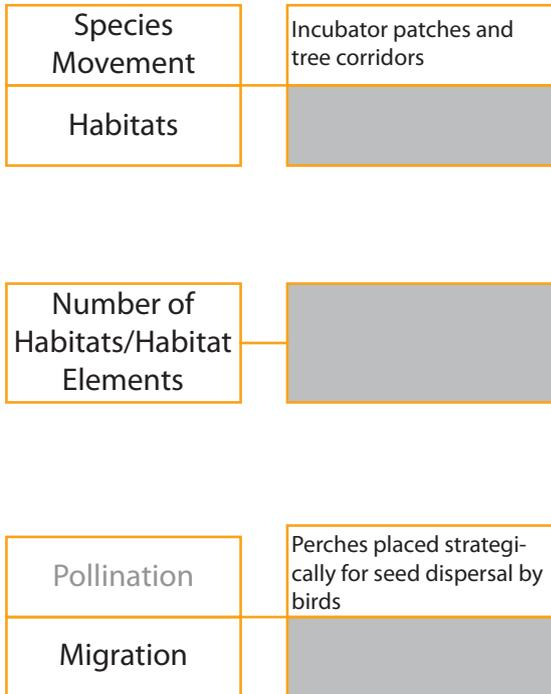 Species
Movement
Incubator patches and
tree corridors
Habitats
Number of
Habitats/Habitat
Elements
Pollination
Perches placed strategi-
cally for seed dispersal by
birds
Migration